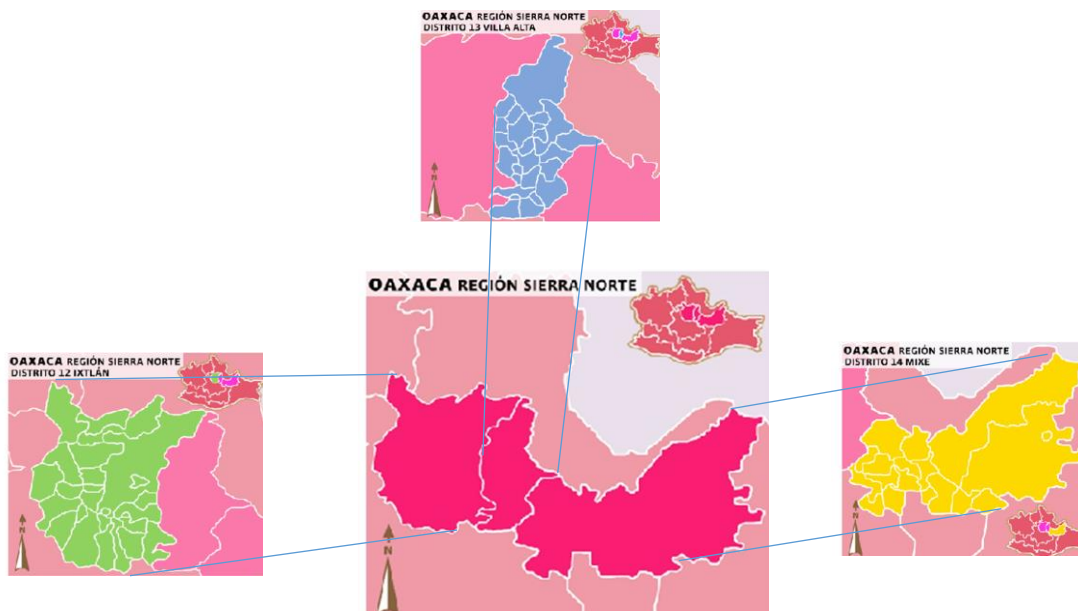 OAXACA REGIÓN SIERRA NORTE
DISTRITO 13 VILLA ALTA
N
OAXACA REGIÓN SIERRA NORTE
N
OAXACA REGIÓN SIERRA NORTE
DISTRITO 12 IXTLÁN
N
OAXACA REGIÓN SIERRA NORTE
DISTRITO 14 MIXE
N